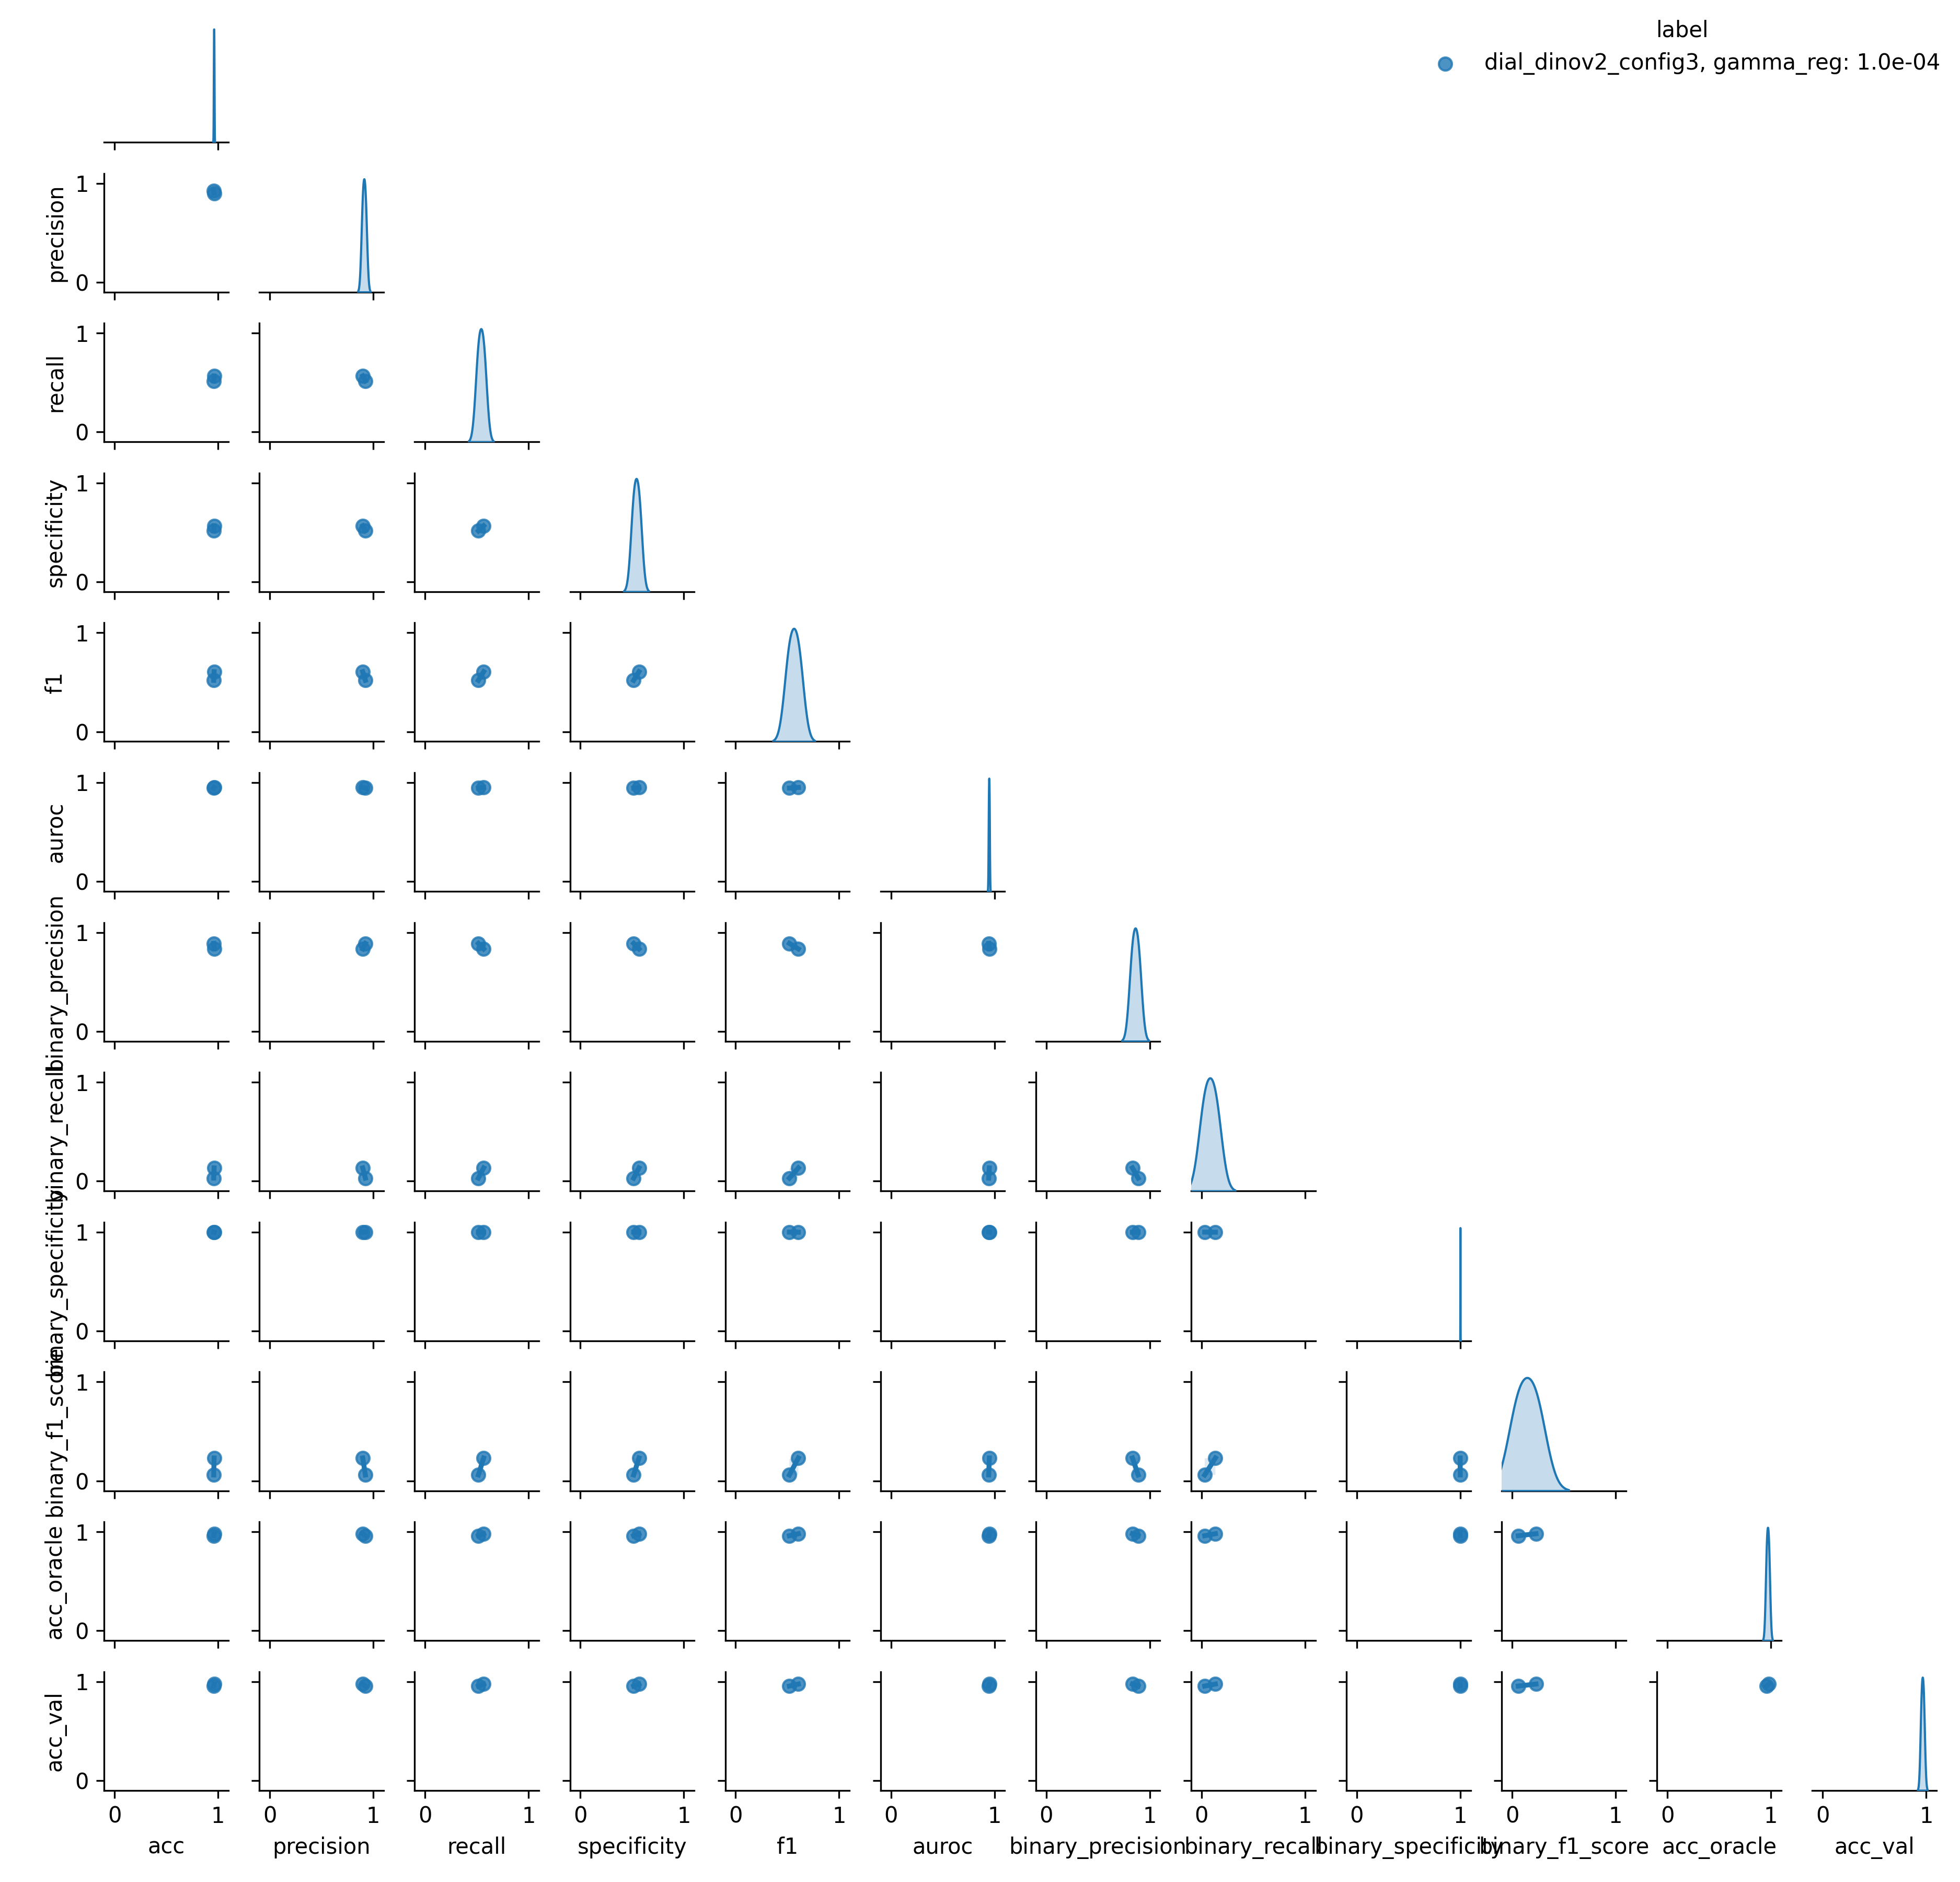 label
dial_dinov2_config3, gamma_reg: 1.0e-04
precision
1
0
recall
1
0
specificity
1
0
f1
1
0
auroc
1
0
binary_precision
1
0
binary_recall
1
0
binary_specificity
1
0
binary_f1_score
1
0
acc_oracle
1
0
acc_val
1
0
0 1 0 1 0 1 0 1 0 1 0 1 0 1 0 1 0 1 0 1 0 1 0 1
acc precision recall specificity f1 auroc binary_precision binary_recall binary_specificity binary_f1_score acc_oracle acc_val